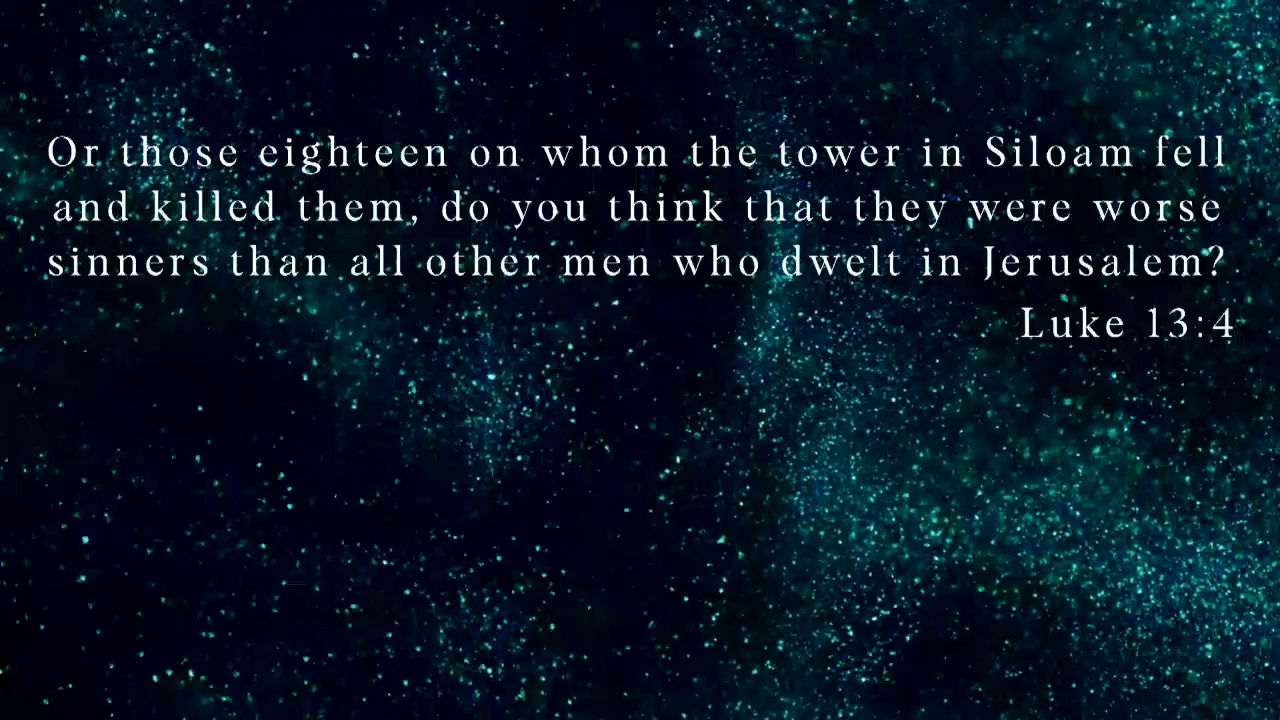 Or those eighteen on whom the tower in Siloam fell
and killed them, do you think that they were worse
sinners than all other men who dwelt in Jerusalem?
Luke 13:4